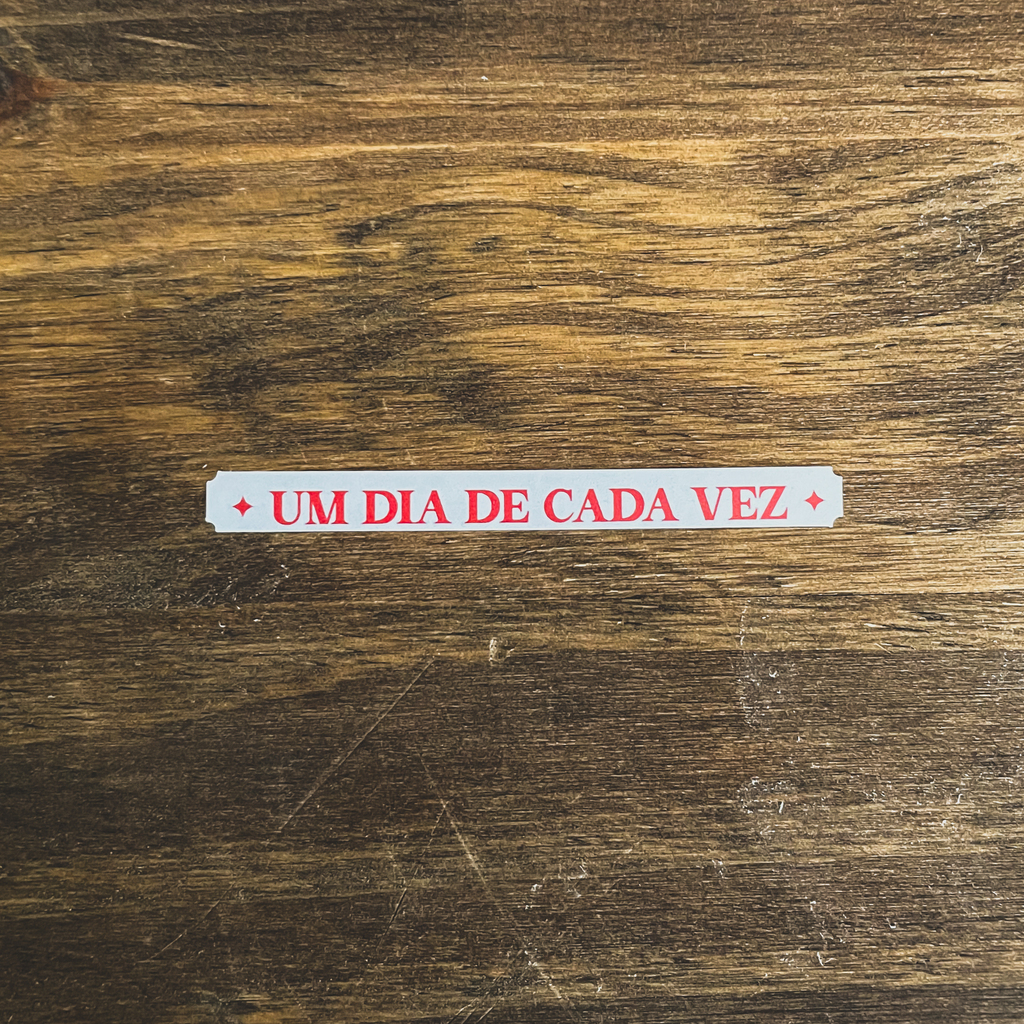 ✦ UM DIA DE CADA VEZ ✦